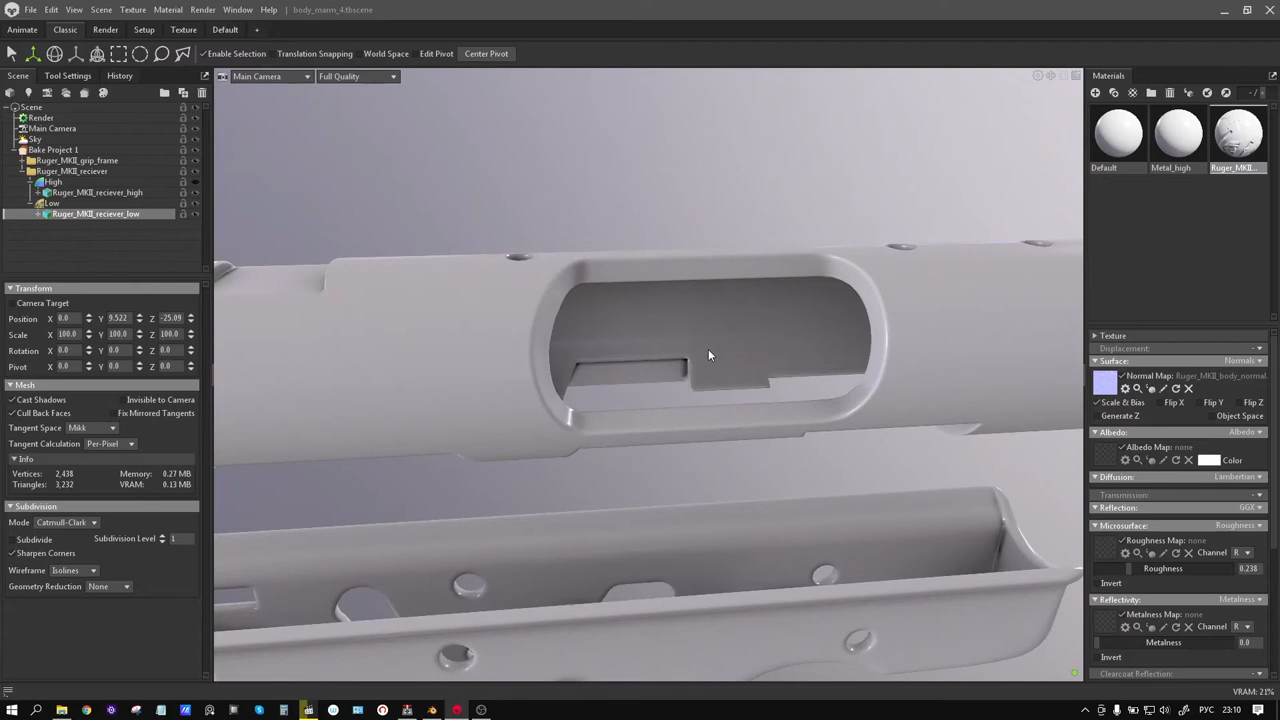 File Edit View Scene Texture Material Render Window Help body_marm_4.tbscene
Animate Classic Render Setup Texture Default +
Enable Selection Translation Snapping World Space Edit Pivot Center Pivot
Scene Tool Settings History
Main Camera Full Quality
Materials
Scene
Render
Main Camera
Sky
Bake Project 1
Ruger_MKII_grip_frame
Ruger_MKII_reciever
High
Ruger_MKII_reciever_high
Low
Ruger_MKII_reciever_low
Default Metal_high Ruger_MKII...
Transform
Camera Target
Position X 0.0 Y 9.522 Z -25.09
Scale X 100.0 Y 100.0 Z 100.0
Rotation X 0.0 Y 0.0 Z 0.0
Pivot X 0.0 Y 0.0 Z 0.0
Mesh
Cast Shadows Invisible to Camera
Cull Back Faces Fix Mirrored Tangents
Tangent Space Mikk
Tangent Calculation Per-Pixel
Info
Vertices: 2,438 Memory: 0.27 MB
Triangles: 3,232 VRAM: 0.13 MB
Subdivision
Mode Catmull-Clark
Subdivide Subdivision Level 1
Sharpen Corners
Wireframe Isolines
Geometry Reduction None
Texture
Displacement:
Surface: Normals
Normal Map: Ruger_MKII_body_normal.
Scale & Bias Flip X Flip Y Flip Z
Generate Z Object Space
Albedo: Albedo
Albedo Map: none
Color
Diffusion: Lambertian
Transmission:
Reflection: GGX
Microsurface: Roughness
Roughness Map: none
Channel R
Roughness 0.238
Invert
Reflectivity: Metalness
Metalness Map: none
Channel R
Metalness 0.0
Invert
Clearcoat Reflection:
VRAM: 21%
РУС 23:10